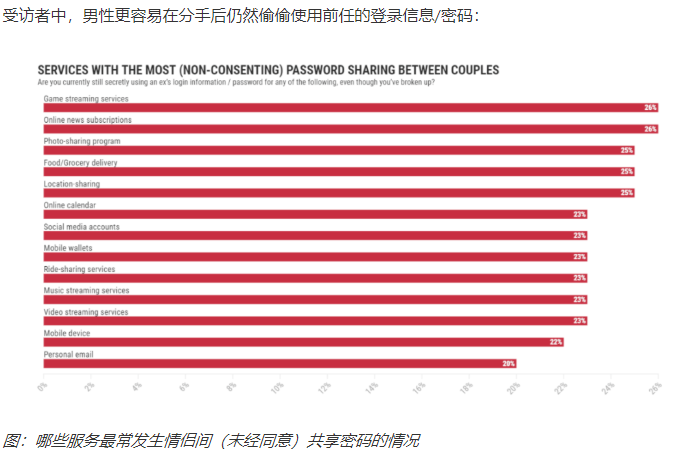 受访者中，男性更容易在分手后仍然偷偷使用前任的登录信息/密码：
SERVICES WITH THE MOST (NON-CONSENTING) PASSWORD SHARING BETWEEN COUPLES
Are you currently still secretly using an ex's login information / password for any of the following, even though you've broken up?
Game streaming services
26%
Online news subscriptions
26%
Photo-sharing program
25%
Food/Grocery delivery
25%
Location-sharing
25%
Online calendar
23%
Social media accounts
23%
Mobile wallets
23%
Ride-sharing services
23%
Music streaming services
23%
Video streaming services
23%
Mobile device
22%
Personal email
20%
0% 2% 4% 6% 8% 10% 12% 14% 16% 18% 20% 22% 24% 26%
图：哪些服务最常发生情侣间（未经同意）共享密码的情况